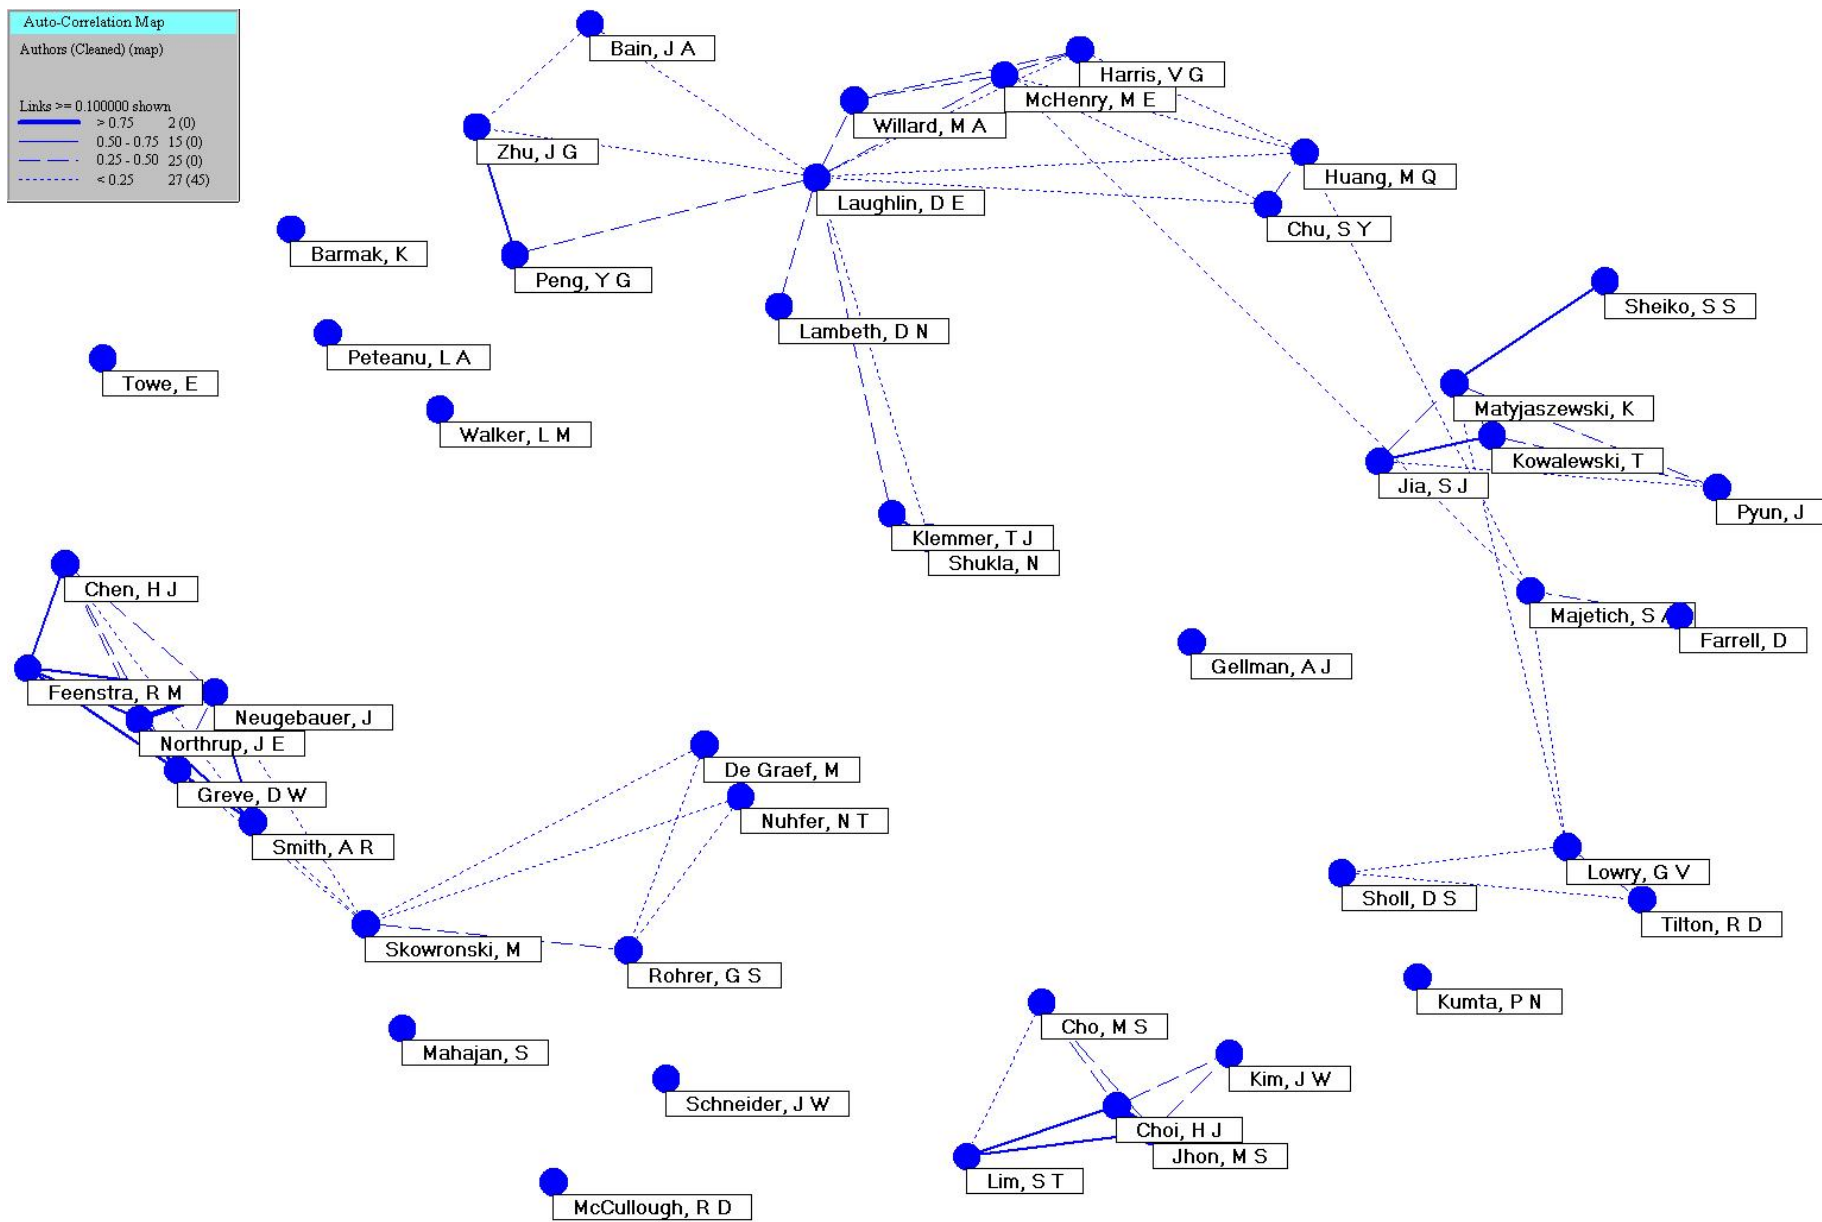 Auto-Correlation Map
Authors (Cleaned) (map)
Links >= 0.100000 shown
> 0.75 2 (0)
0.50 - 0.75 15 (0)
0.25 - 0.50 25 (0)
< 0.25 27 (45)
Bain, J A
Harris, V G
McHenry, M E
Willard, M A
Zhu, J G
Huang, M Q
Laughlin, D E
Chu, S Y
Barmak, K
Peng, Y G
Sheiko, S S
Lambeth, D N
Peteanu, L A
Towe, E
Matyjaszewski, K
Walker, L M
Kowalewski, T
Jia, S J
Pyun, J
Klemmer, T J
Shukla, N
Chen, H J
Majetich, S A
Farrell, D
Gellman, A J
Feenstra, R M
Neugebauer, J
Northrup, J E
De Graef, M
Greve, D W
Nuhfer, N T
Smith, A R
Lowry, G V
Sholl, D S
Tilton, R D
Skowronski, M
Rohrer, G S
Kumta, P N
Cho, M S
Mahajan, S
Kim, J W
Schneider, J W
Choi, H J
Jhon, M S
Lim, S T
McCullough, R D